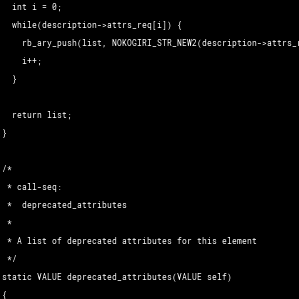 int i = 0;
while(description->attrs_req[i]) {
rb_ary_push(list, NOKOGIRI_STR_NEW2(description->attrs_r
i++;
}
return list;
}
/*
* call-seq:
*  deprecated_attributes
*
* A list of deprecated attributes for this element
*/
static VALUE deprecated_attributes(VALUE self)
{